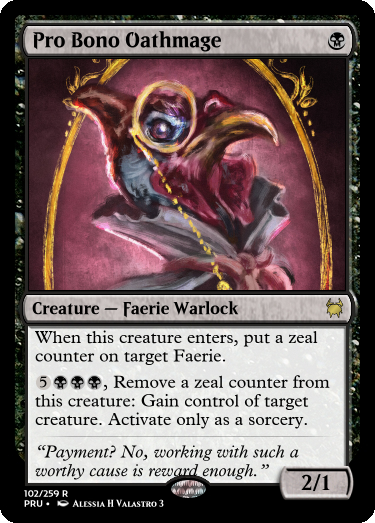 Pro Bono Oathmage
Creature — Faerie Warlock
When this creature enters, put a zeal
counter on target Faerie.
5, Remove a zeal counter from
this creature: Gain control of target
creature. Activate only as a sorcery.
“Payment? No, working with such a
worthy cause is reward enough.”
2/1
102/259 R
PRU • Alessia H Valastro 3